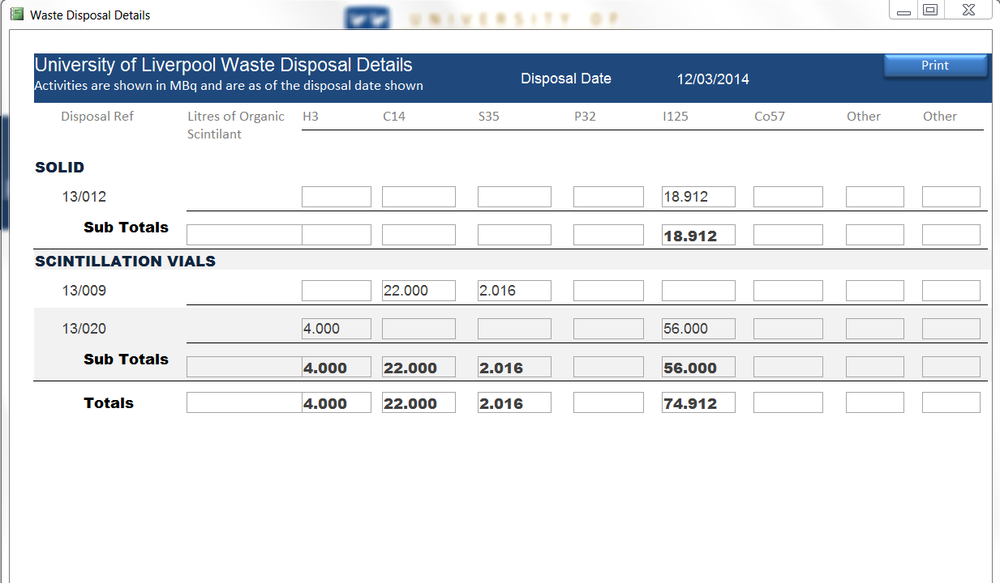 Waste Disposal Details
UNIVERSITY OF
University of Liverpool Waste Disposal Details
Activities are shown in MBq and are as of the disposal date shown
Disposal Date 12/03/2014
Print
Disposal Ref Litres of Organic Scintilant H3 C14 S35 P32 I125 Co57 Other Other
SOLID
13/012 18.912
Sub Totals 18.912
SCINTILLATION VIALS
13/009 22.000 2.016
13/020 4.000 56.000
Sub Totals 4.000 22.000 2.016 56.000
Totals 4.000 22.000 2.016 74.912